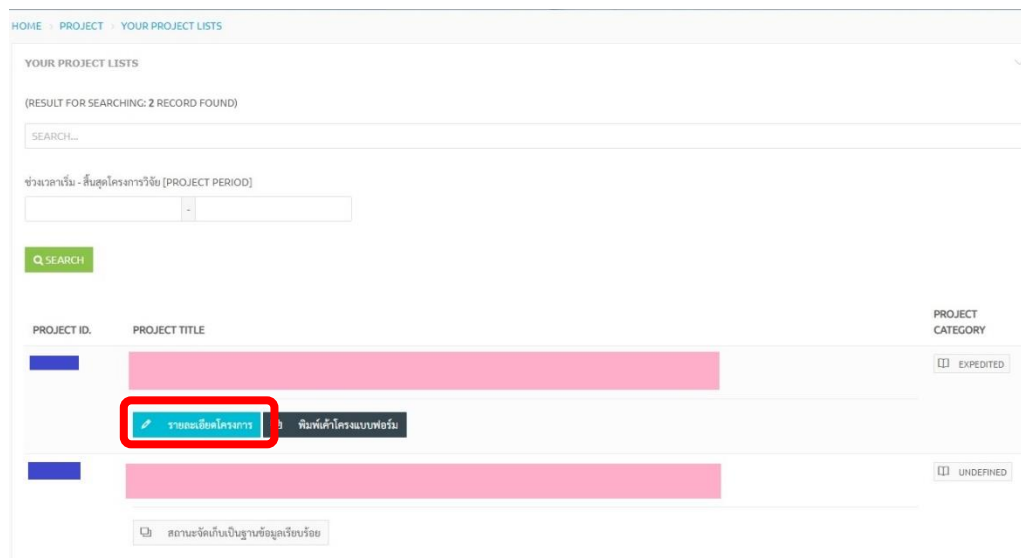 HOME > PROJECT > YOUR PROJECT LISTS
YOUR PROJECT LISTS
(RESULT FOR SEARCHING: 2 RECORD FOUND)
SEARCH...
ช่วงเวลาเริ่ม - สิ้นสุดโครงการวิจัย [PROJECT PERIOD]
-
SEARCH
PROJECT ID. PROJECT TITLE PROJECT CATEGORY
EXPEDITED
รายละเอียดโครงการ พิมพ์เค้าโครงแบบฟอร์ม
UNDEFINED
สถานะจัดเก็บเป็นฐานข้อมูลเรียบร้อย